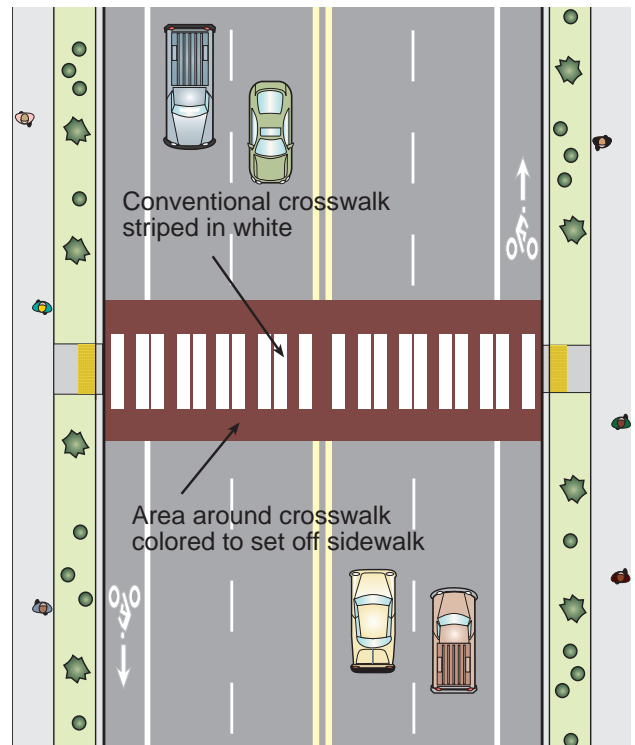 Conventional crosswalk
striped in white
Area around crosswalk
colored to set off sidewalk